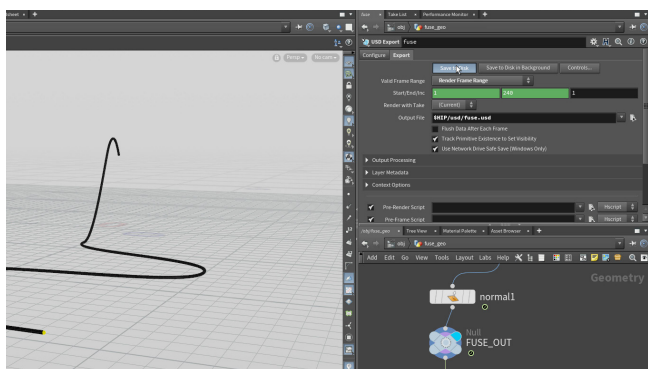 fuse
Take List
Performance Monitor
obj
fuse_geo
Persp
No cam
USD Export fuse
Configure Export
Save to Disk
Save to Disk in Background
Controls...
Valid Frame Range
Render Frame Range
Start/End/Inc
1
240
1
Render with Take
(Current)
Output File
$HIP/usd/fuse.usd
Flush Data After Each Frame
Track Primitive Existence to Set Visibility
Use Network Drive Safe Save (Windows Only)
Output Processing
Layer Metadata
Context Options
Pre-Render Script
Hscript
Pre-Frame Script
Hscript
/obj/fuse_geo
Tree View
Material Palette
Asset Browser
obj
fuse_geo
Add Edit Go View Tools Layout Labs Help
Geometry
normal1
Null
FUSE_OUT